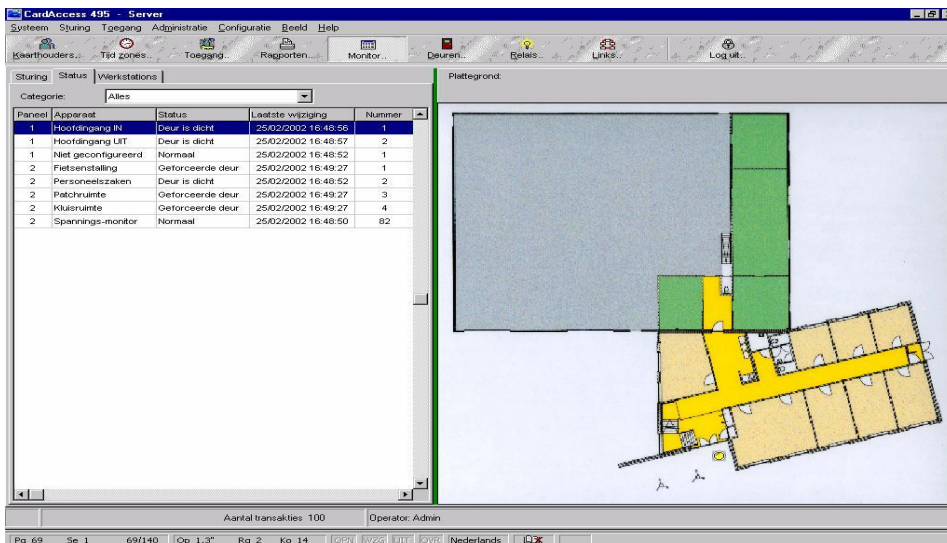 CardAccess 495 - Server
Systeem Sturing Toegang Administratie Configuratie Beeld Help
Kaarthouders.. Tijd zones.. Toegang.. Rapporten... Monitor.. Deuren.. Relais.. Links.. Log uit..
Sturing Status Werkstations
Plattegrond:
Categorie: Alles
Paneel Apparaat Status Laatste wijziging Nummer
1 Hoofdingang IN Deur is dicht 25/02/2002 16:48:56 1
1 Hoofdingang UIT Deur is dicht 25/02/2002 16:48:57 2
1 Niet geconfigureerd Normaal 25/02/2002 16:48:52 1
2 Fietsenstalling Geforceerde deur 25/02/2002 16:49:27 1
2 Personeelszaken Deur is dicht 25/02/2002 16:48:52 2
2 Patchruimte Geforceerde deur 25/02/2002 16:49:27 3
2 Kluisruimte Geforceerde deur 25/02/2002 16:49:27 4
2 Spannings-monitor Normaal 25/02/2002 16:48:50 82
Aantal transakties 100 Operator: Admin
Pg 69 Se 1 69/140 Op 1.3" Rg 2 Ko 14 OPN WZG UIT OVR Nederlands